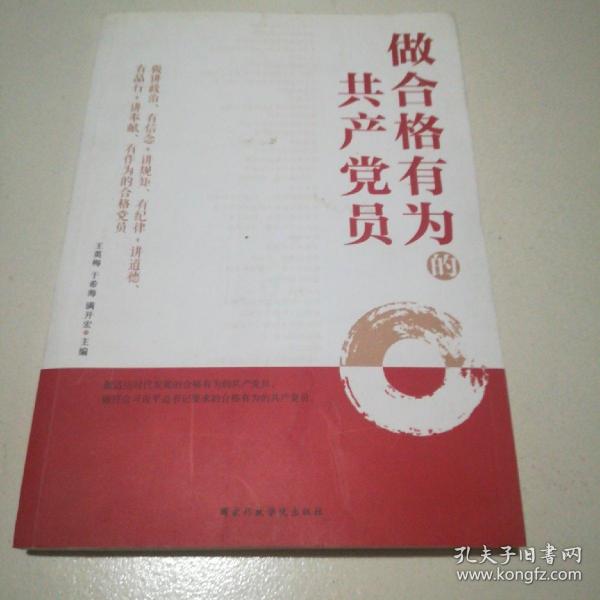 做合格有为的
共产党员
做讲政治、有信念，讲规矩、有纪律，讲道德、
有品行，讲奉献、有作为的合格党员
王英梅 于希海 满开宏 主编
做适应时代发展的合格有为的共产党员，
做符合习近平总书记要求的合格有为的共产党员。
国家行政学院出版社
孔夫子旧书网
www.kongfz.com